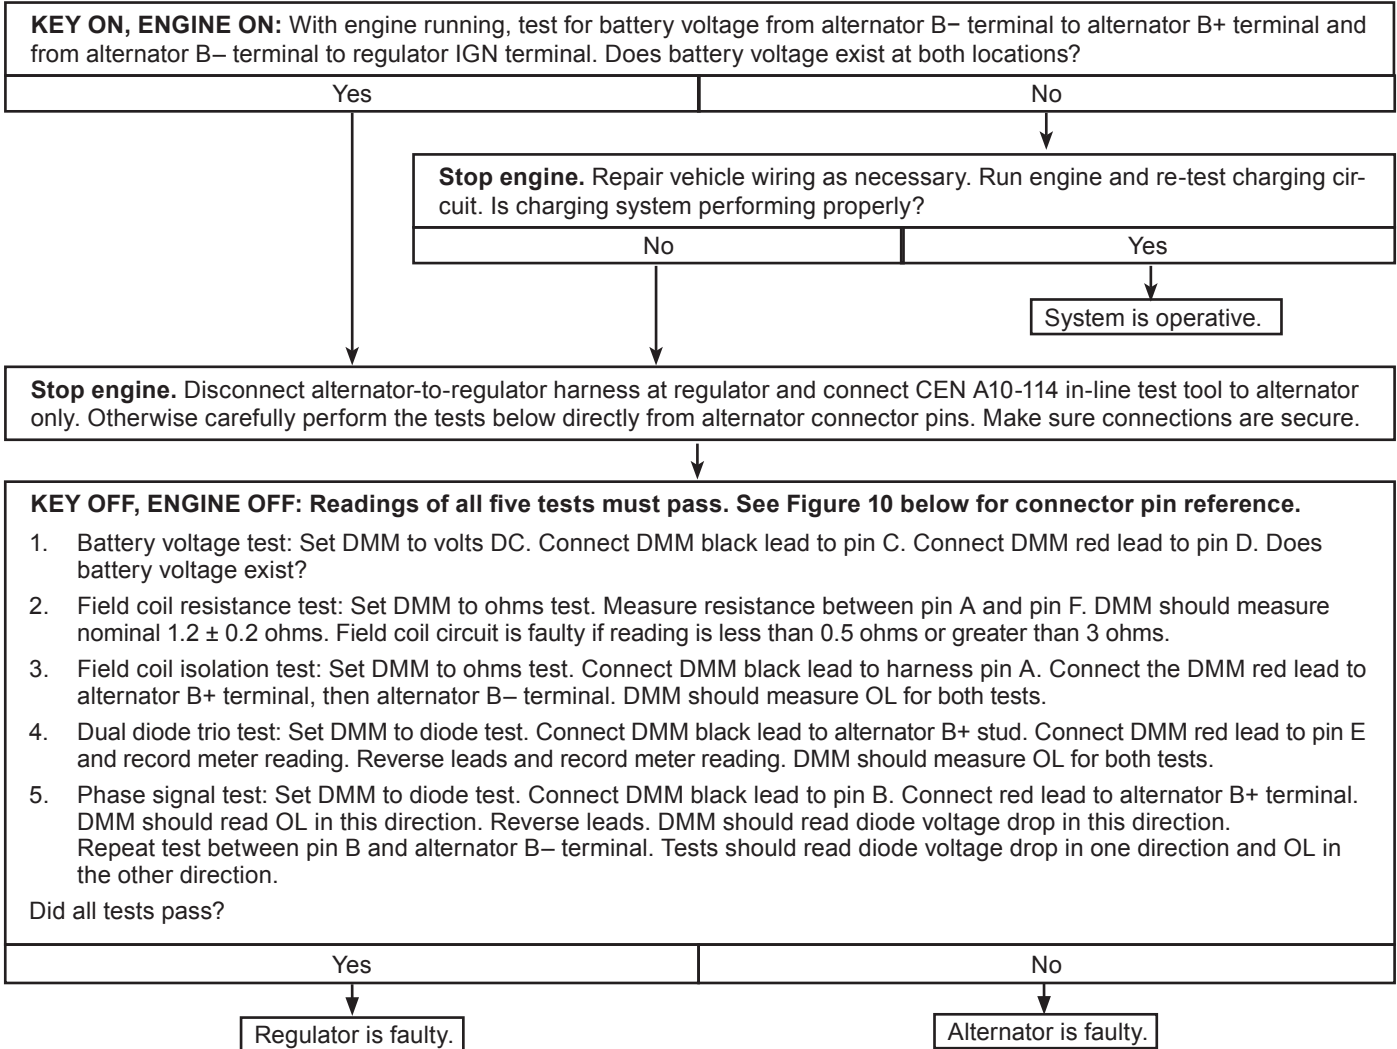 KEY ON, ENGINE ON: With engine running, test for battery voltage from alternator B− terminal to alternator B+ terminal and
from alternator B– terminal to regulator IGN terminal. Does battery voltage exist at both locations?
Yes
No
Stop engine. Repair vehicle wiring as necessary. Run engine and re-test charging cir-
cuit. Is charging system performing properly?
No
Yes
System is operative.
Stop engine. Disconnect alternator-to-regulator harness at regulator and connect CEN A10-114 in-line test tool to alternator
only. Otherwise carefully perform the tests below directly from alternator connector pins. Make sure connections are secure.
KEY OFF, ENGINE OFF: Readings of all five tests must pass. See Figure 10 below for connector pin reference.
1. Battery voltage test: Set DMM to volts DC. Connect DMM black lead to pin C. Connect DMM red lead to pin D. Does
battery voltage exist?
2. Field coil resistance test: Set DMM to ohms test. Measure resistance between pin A and pin F. DMM should measure
nominal 1.2 ± 0.2 ohms. Field coil circuit is faulty if reading is less than 0.5 ohms or greater than 3 ohms.
3. Field coil isolation test: Set DMM to ohms test. Connect DMM black lead to harness pin A. Connect the DMM red lead to
alternator B+ terminal, then alternator B– terminal. DMM should measure OL for both tests.
4. Dual diode trio test: Set DMM to diode test. Connect DMM black lead to alternator B+ stud. Connect DMM red lead to pin E
and record meter reading. Reverse leads and record meter reading. DMM should measure OL for both tests.
5. Phase signal test: Set DMM to diode test. Connect DMM black lead to pin B. Connect red lead to alternator B+ terminal.
DMM should read OL in this direction. Reverse leads. DMM should read diode voltage drop in this direction.
Repeat test between pin B and alternator B– terminal. Tests should read diode voltage drop in one direction and OL in
the other direction.
Did all tests pass?
Yes
No
Regulator is faulty.
Alternator is faulty.